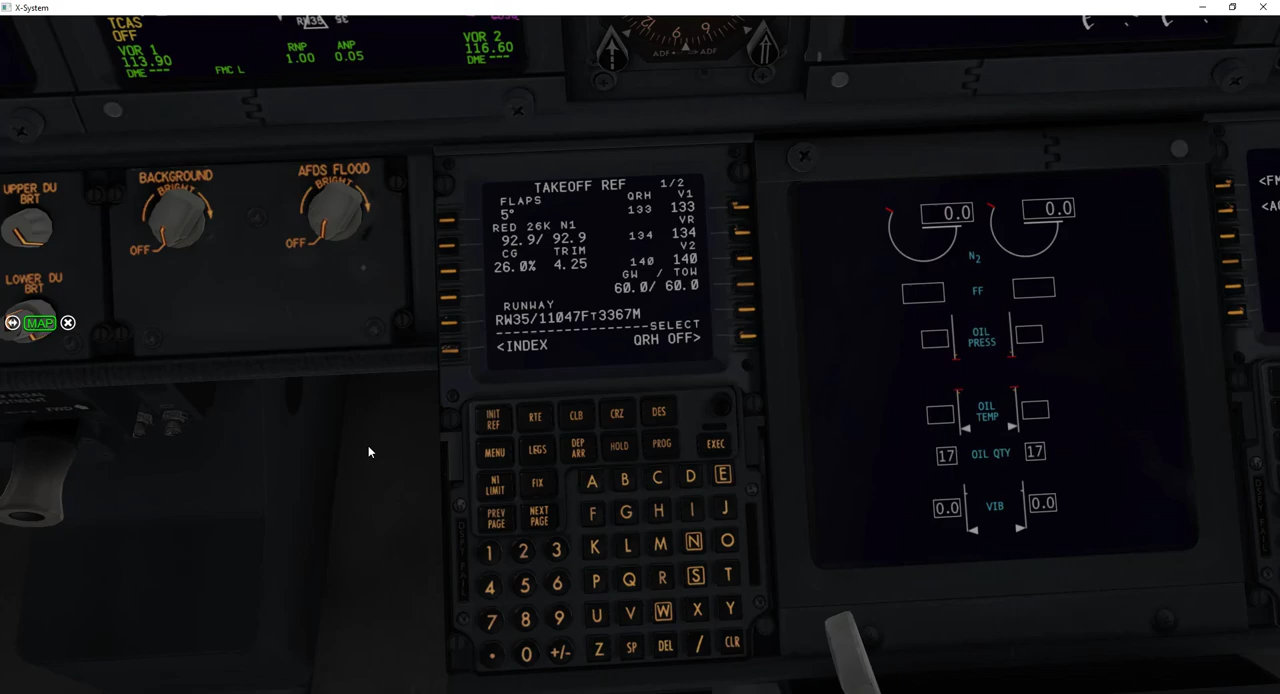 X-System
TCAS
OFF
VOR 1
113.90
DME ---
FMC L
RNP
1.00
ANP
0.05
VOR 2
116.60
DME ---
12
9
6
ADF ADF
UPPER DU
BRT
LOWER DU
BRT
MAP
BACKGROUND
BRIGHT
OFF
AFDS FLOOD
BRIGHT
OFF
TAKEOFF REF 1/2
FLAPS QRH V1
5° 133 133
RED 26K N1 VR
92.9/ 92.9 134 134
CG TRIM V2
26.0% 4.25 140 140
GW / TOW
60.0/ 60.0
RUNWAY
RW35/11047FT3367M
----------------SELECT
<INDEX QRH OFF>
INIT REF RTE CLB CRZ DES
MENU LEGS DEP ARR HOLD PROG EXEC
N1 LIMIT FIX A B C D E
PREV PAGE NEXT PAGE F G H I J
1 2 3 K L M N O
4 5 6 P Q R S T
7 8 9 U V W X Y
. 0 +/- Z SP DEL / CLR
0.0 0.0
N2
FF
OIL
PRESS
OIL
TEMP
17 OIL QTY 17
0.0 VIB 0.0
<FM